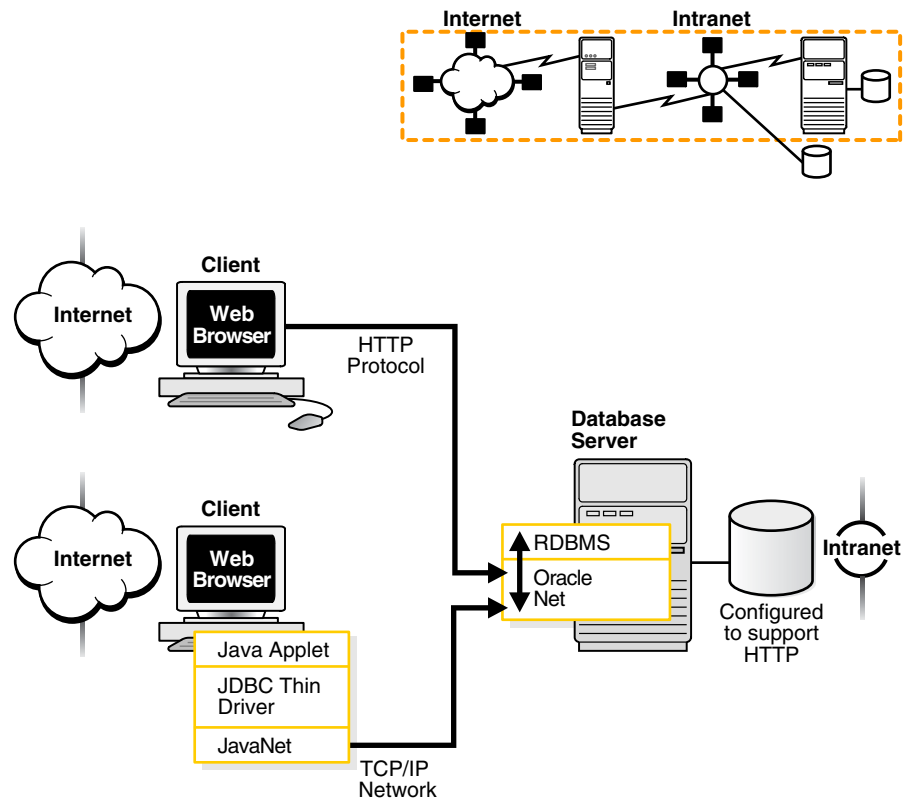 Internet
Intranet
Client
Internet
Web
Browser
HTTP
Protocol
Database
Server
Client
Internet
Web
Browser
RDBMS
Oracle
Net
Intranet
Configured
to support
HTTP
Java Applet
JDBC Thin
Driver
JavaNet
TCP/IP
Network